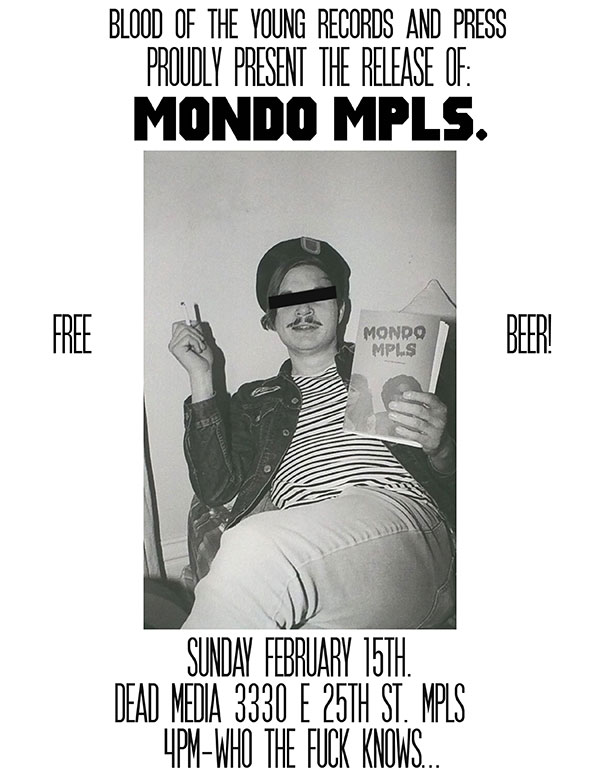 BLOOD OF THE YOUNG RECORDS AND PRESS
PROUDLY PRESENT THE RELEASE OF:
MONDO MPLS.
MONDO
MPLS
FREE
BEER!
SUNDAY FEBRUARY 15TH.
DEAD MEDIA 3330 E 25TH ST. MPLS
4PM-WHO THE FUCK KNOWS...